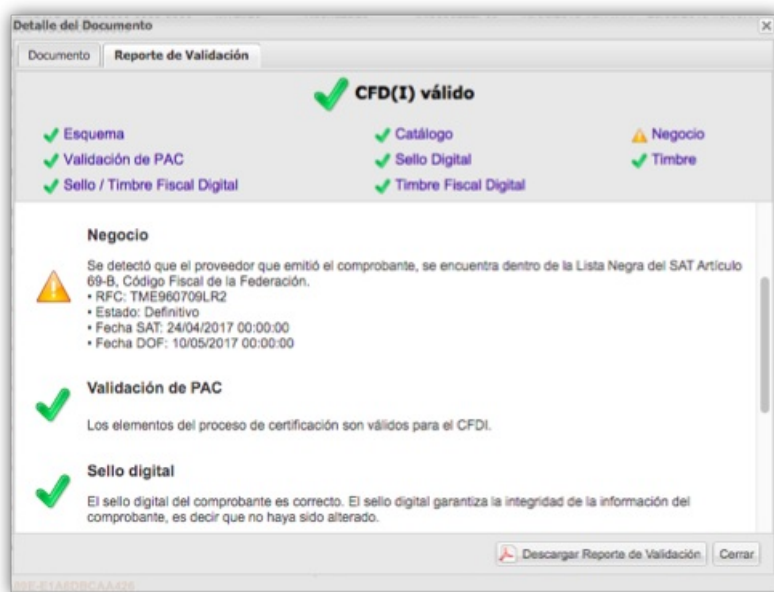 Detalle del Documento
Documento
Reporte de Validación
CFD(I) válido
Esquema
Catálogo
Negocio
Validación de PAC
Sello Digital
Timbre
Sello / Timbre Fiscal Digital
Timbre Fiscal Digital
Negocio
Se detectó que el proveedor que emitió el comprobante, se encuentra dentro de la Lista Negra del SAT Artículo
69-B, Código Fiscal de la Federación.
• RFC: TME960709LR2
• Estado: Definitivo
• Fecha SAT: 24/04/2017 00:00:00
• Fecha DOF: 10/05/2017 00:00:00
Validación de PAC
Los elementos del proceso de certificación son válidos para el CFDI.
Sello digital
El sello digital del comprobante es correcto. El sello digital garantiza la integridad de la información del
comprobante, es decir que no haya sido alterado.
Descargar Reporte de Validación
Cerrar